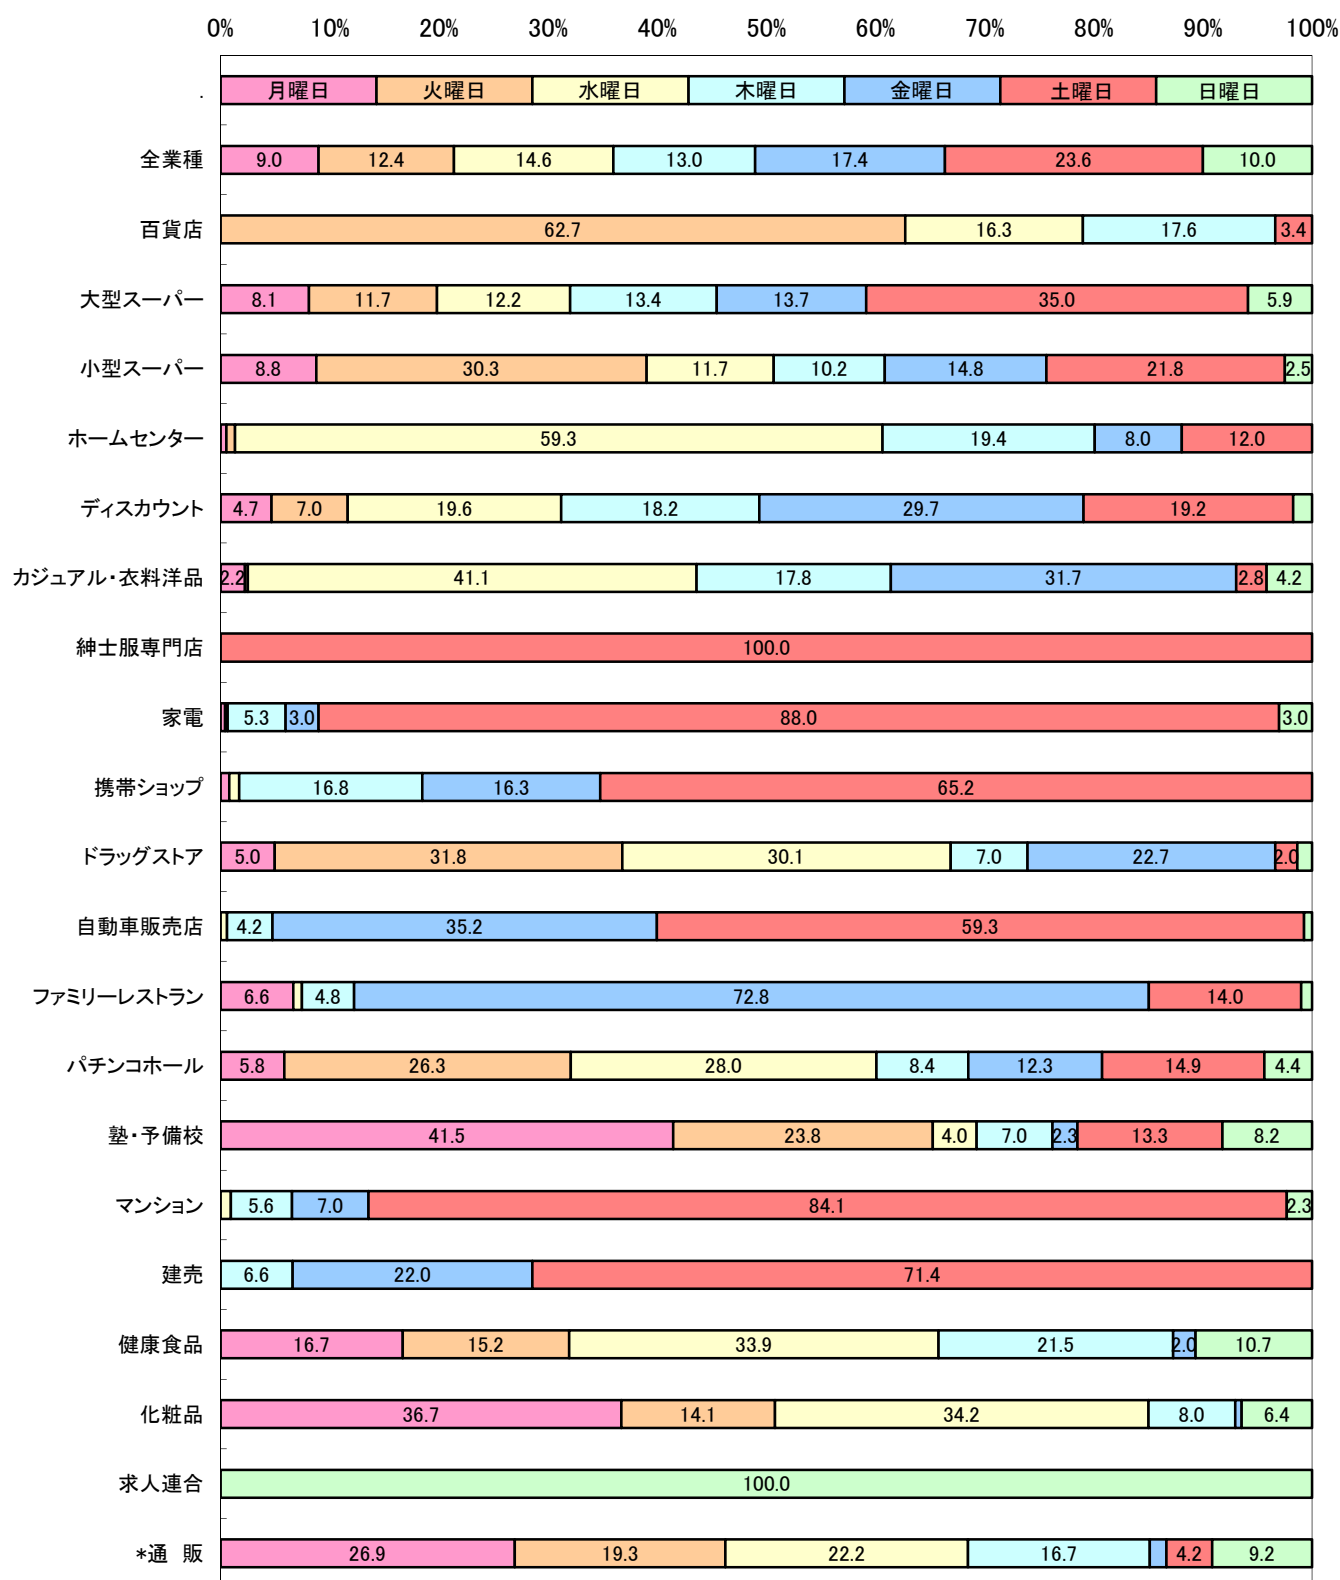 0% 10% 20% 30% 40% 50% 60% 70% 80% 90% 100%
. 月曜日 火曜日 水曜日 木曜日 金曜日 土曜日 日曜日
全業種 9.0 12.4 14.6 13.0 17.4 23.6 10.0
百貨店 62.7 16.3 17.6 3.4
大型スーパー 8.1 11.7 12.2 13.4 13.7 35.0 5.9
小型スーパー 8.8 30.3 11.7 10.2 14.8 21.8 2.5
ホームセンター 59.3 19.4 8.0 12.0
ディスカウント 4.7 7.0 19.6 18.2 29.7 19.2
カジュアル・衣料洋品 2.2 41.1 17.8 31.7 2.8 4.2
紳士服専門店 100.0
家電 5.3 3.0 88.0 3.0
携帯ショップ 16.8 16.3 65.2
ドラッグストア 5.0 31.8 30.1 7.0 22.7 2.0
自動車販売店 4.2 35.2 59.3
ファミリーレストラン 6.6 4.8 72.8 14.0
パチンコホール 5.8 26.3 28.0 8.4 12.3 14.9 4.4
塾・予備校 41.5 23.8 4.0 7.0 2.3 13.3 8.2
マンション 5.6 7.0 84.1 2.3
建売 6.6 22.0 71.4
健康食品 16.7 15.2 33.9 21.5 2.0 10.7
化粧品 36.7 14.1 34.2 8.0 6.4
求人連合 100.0
*通　販 26.9 19.3 22.2 16.7 4.2 9.2